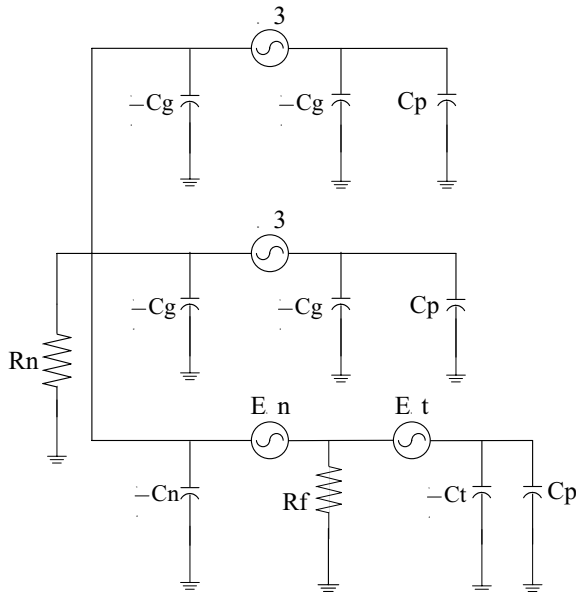 3
–Cg –Cg Cp
3
–Cg –Cg Cp
Rn
E n E t
–Cn Rf –Ct Cp